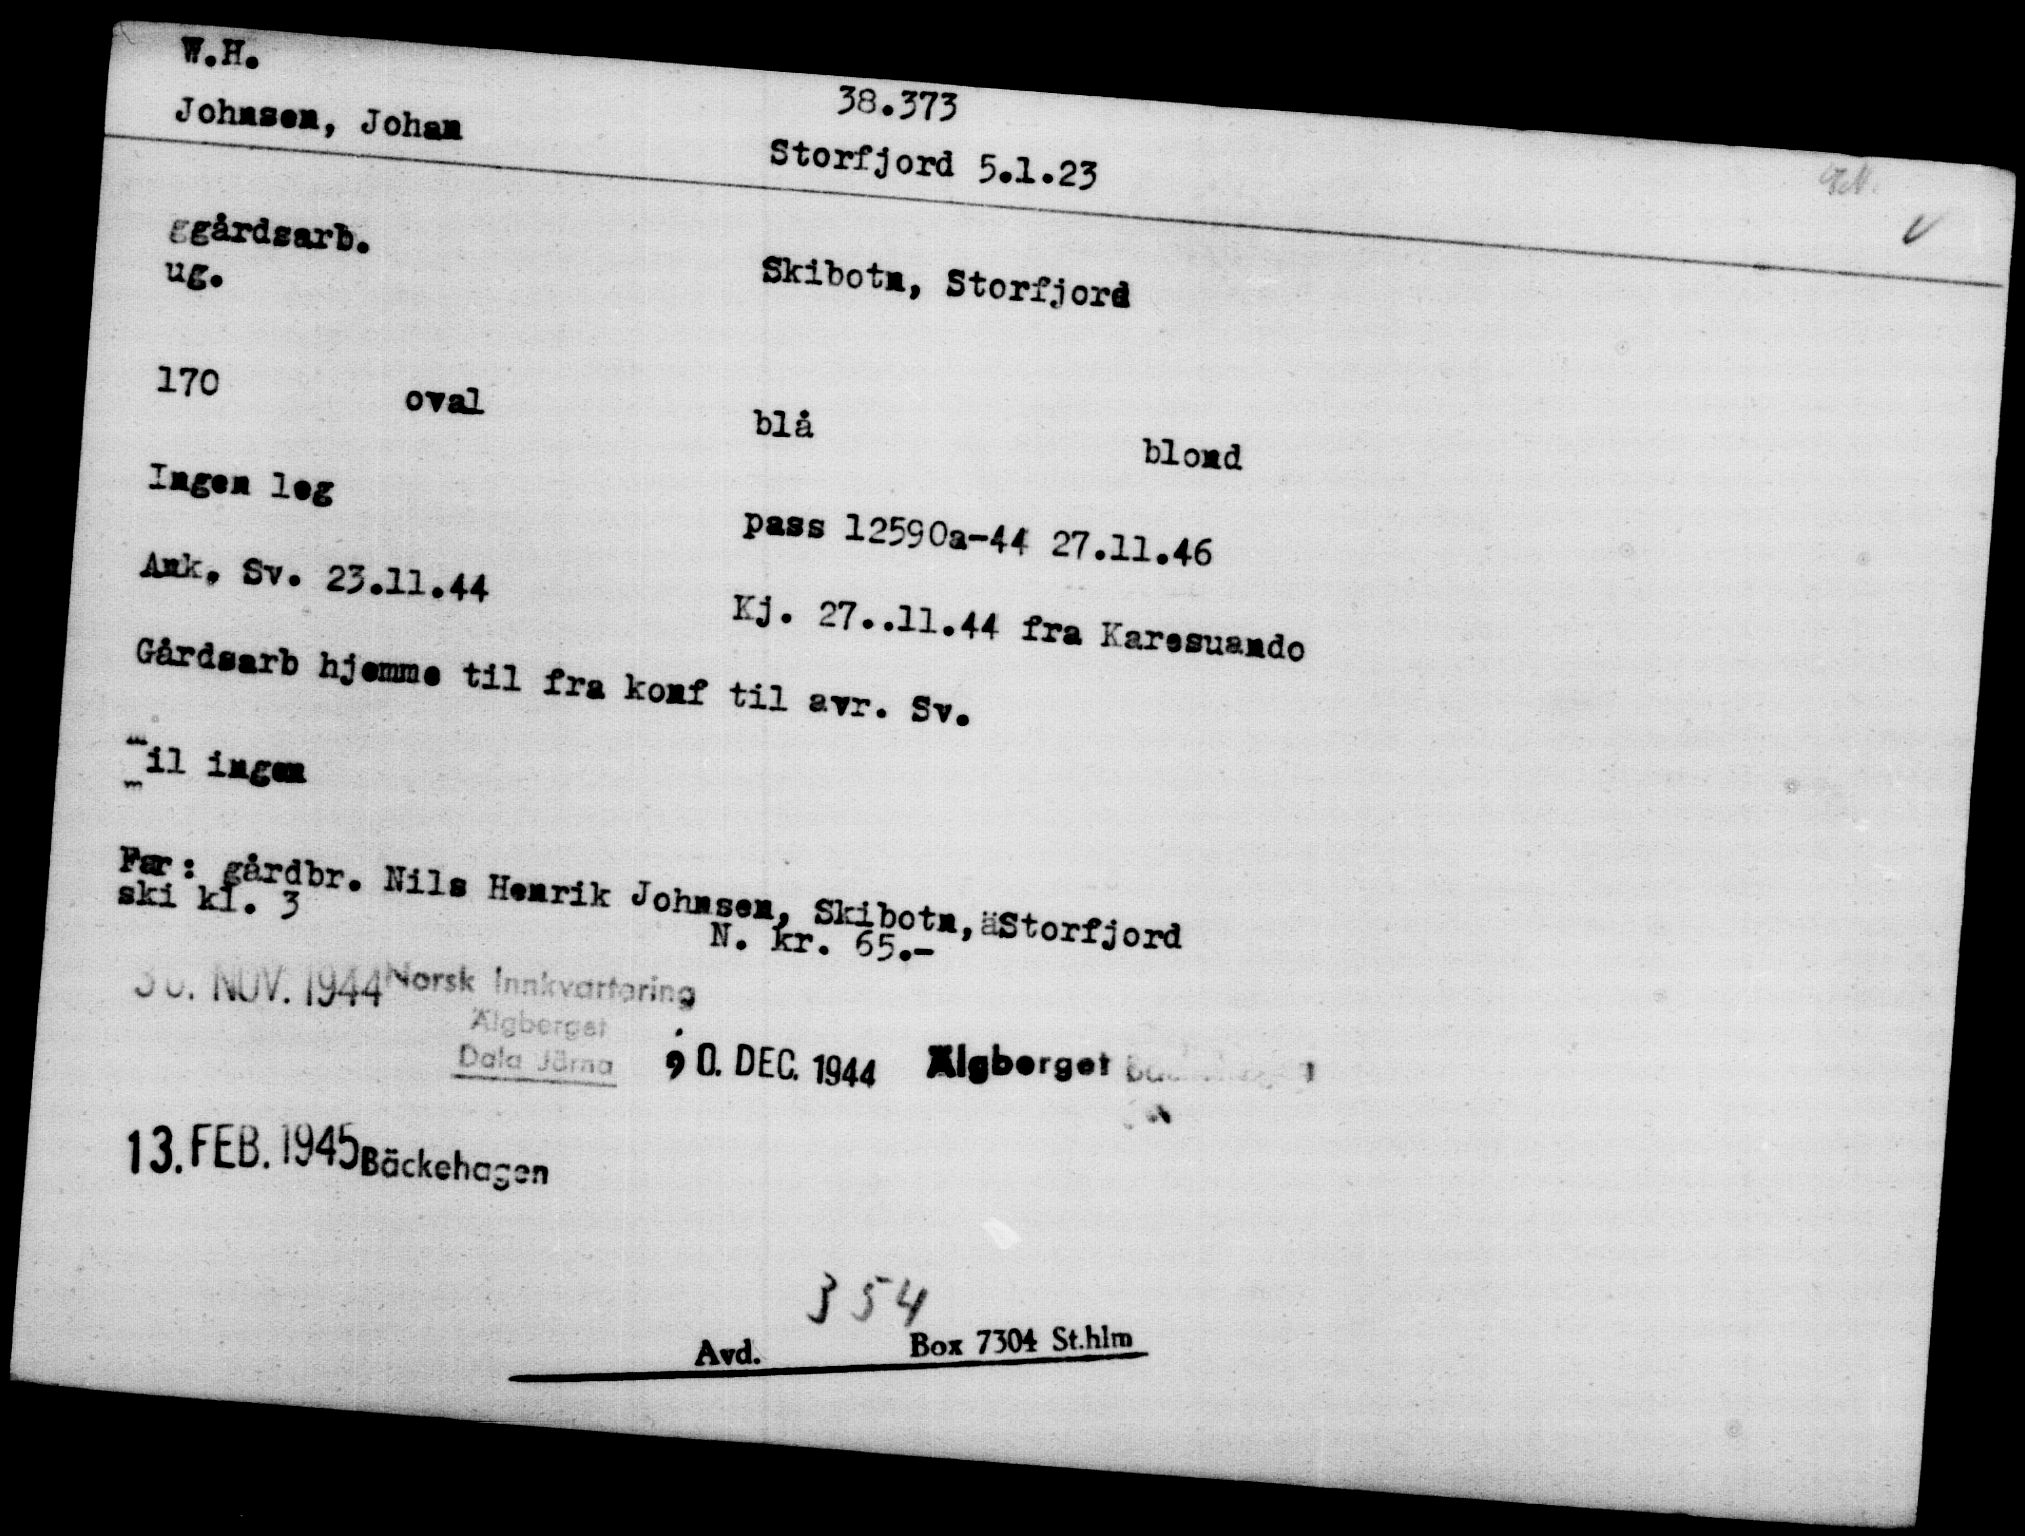 W.H.
38.373
Johnsen, Johan
Storfjord 5.1.23
ggårdsarb.
ug.
Skibotn, Storfjord
170 oval blå blond
Ingen leg
pass 12590a-44 27.11.46
Ank. Sv. 23.11.44
Kj. 27..11.44 fra Karesuando
Gårdsarb hjemme til fra konf til avr. Sv.
il ingen
Far: gårdbr. Nils Henrik Johnsen, Skibotn,äStorfjord
ski kl. 3
N. kr. 65.-
NOV. 1944 Norsk Innkvartering
Älgberget
Dala Järna
0. DEC. 1944 Älgberget
13. FEB. 1945 Bäckehagen
354
Avd. Box 7304 St.hlm